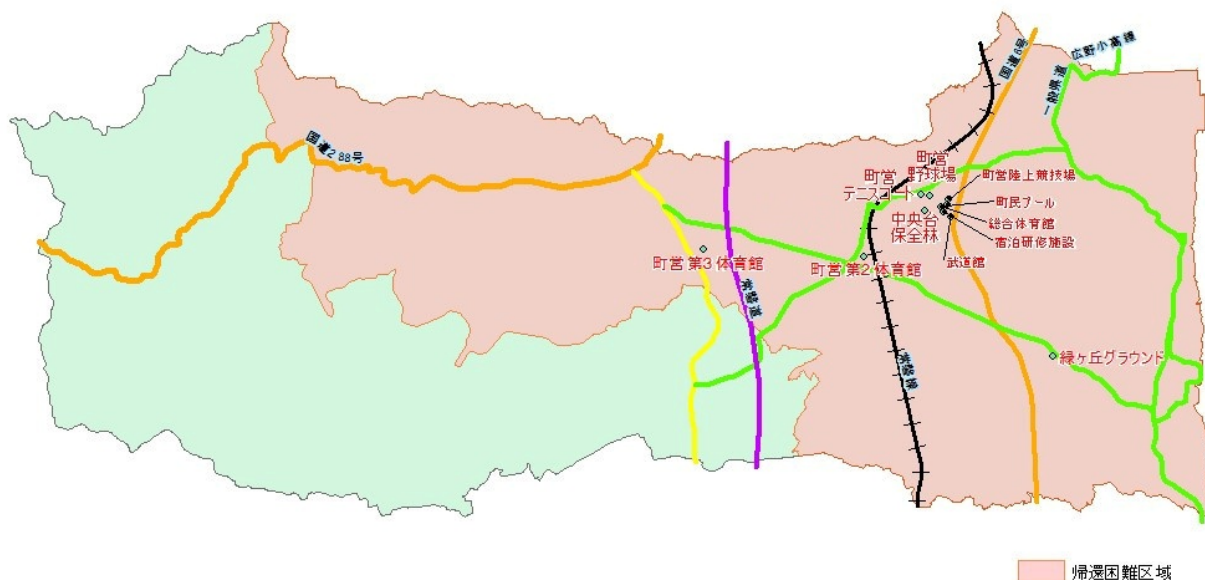 国道6号
広野小高線
一般県道
国道288号
町営
野球場
町営
テニスコート
町営陸上競技場
町民プール
総合体育館
宿泊研修施設
武道館
中央台
保全林
町営第3体育館
町営第2体育館
常磐道
常磐線
緑ヶ丘グラウンド
帰還困難区域